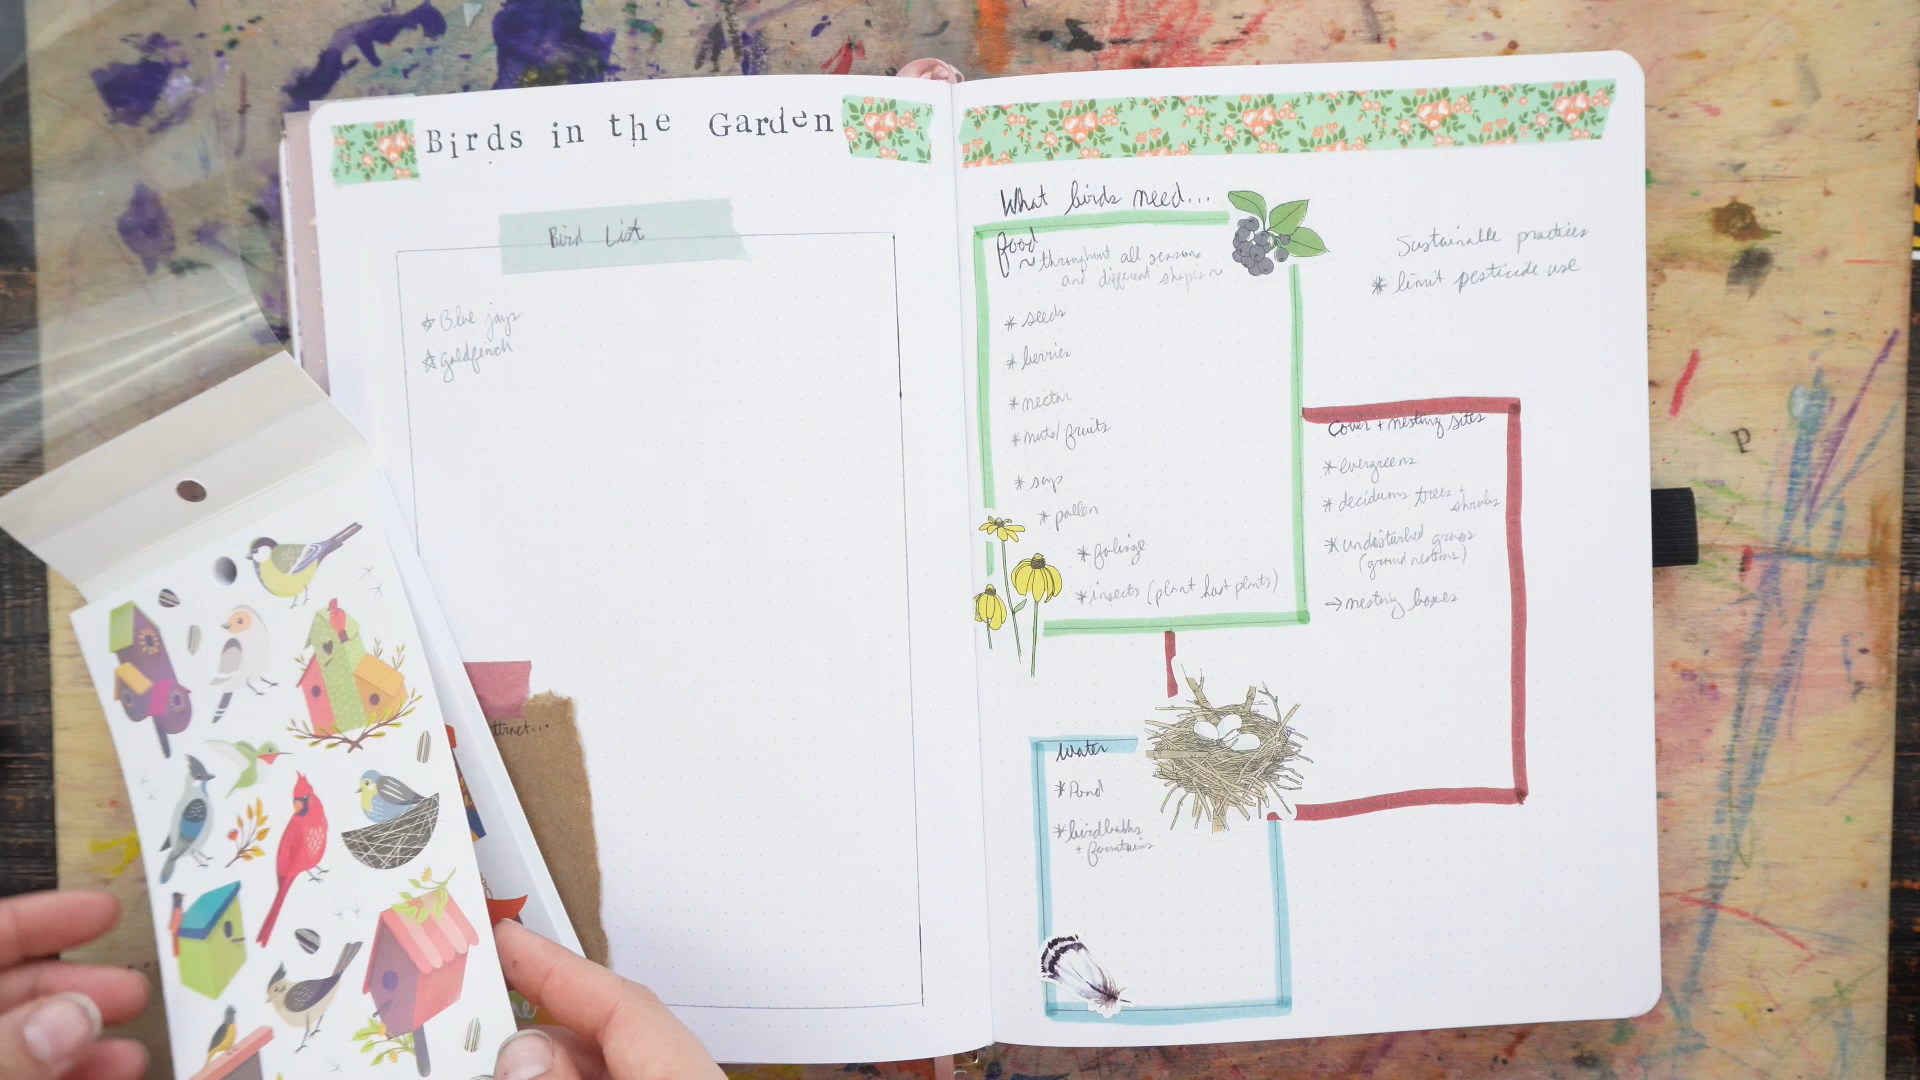 Birds in the Garden
Bird List
Blue jays
goldfinch
What birds need...
food
~ throughout all seasons
and different shapes ~
* seeds
* berries
* nectar
* nuts/fruits
* sap
* pollen
* foliage
* insects (plant host plants)
Sustainable practices
* limit pesticide use
Cover + nesting sites
* evergreens
* deciduous trees +
shrubs
* undisturbed grass
(ground nesters)
→ nesting boxes
Water
* Pond
* birdbaths
+ fountains
P